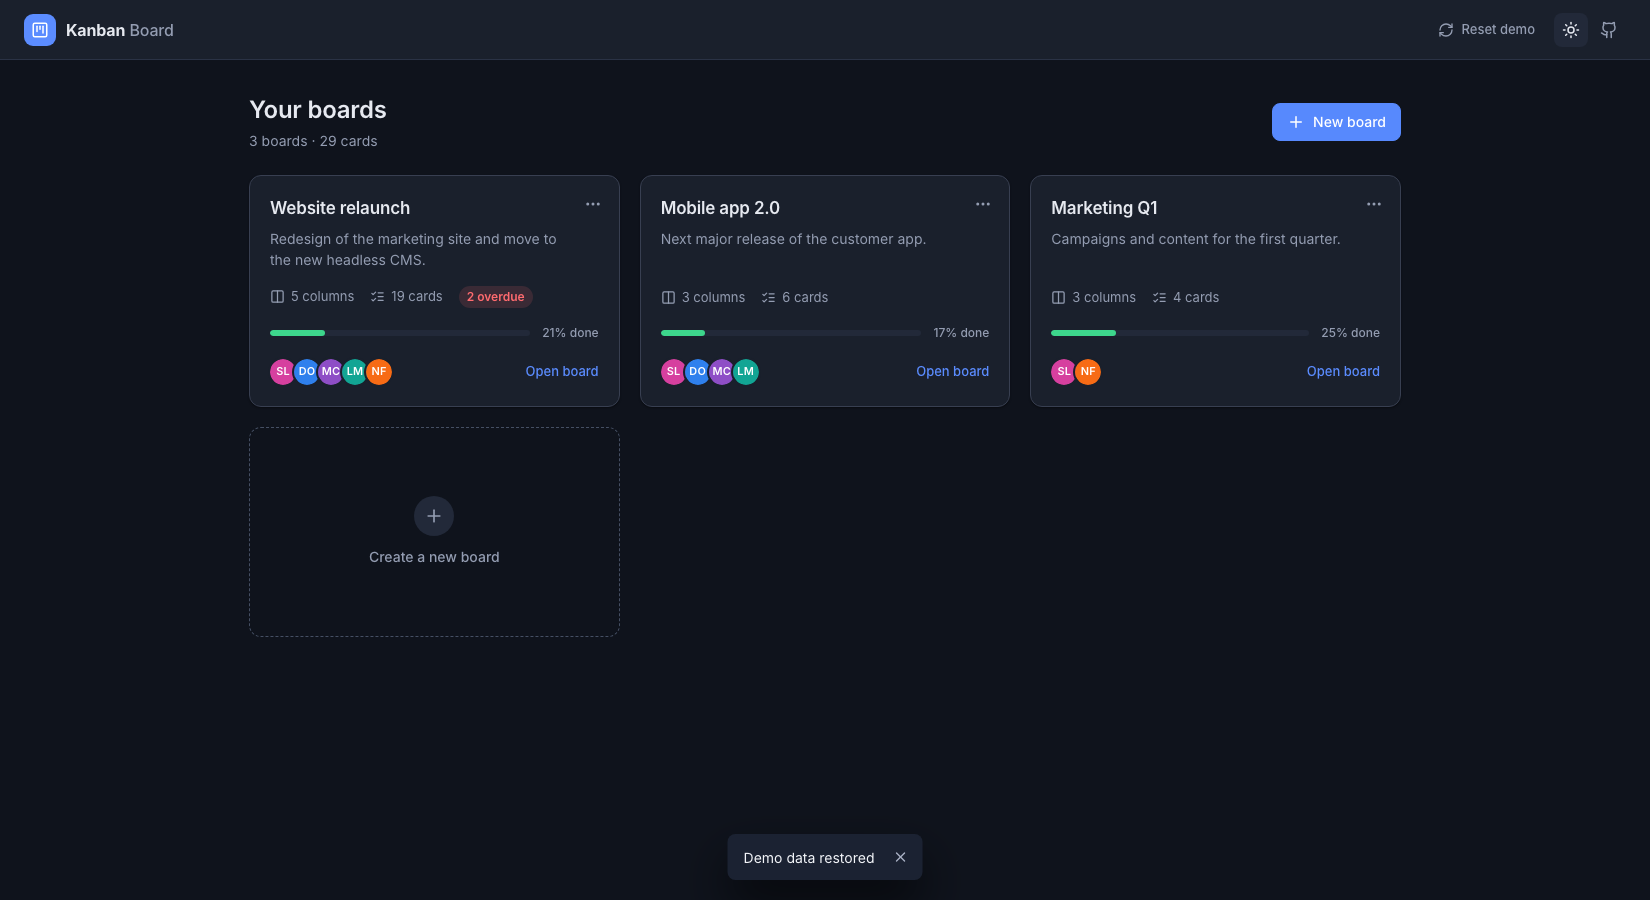 Kanban Board
Reset demo
Your boards
3 boards · 29 cards
New board
Website relaunch
Redesign of the marketing site and move to
the new headless CMS.
5 columns 19 cards 2 overdue
21% done
SL DO MC LM NF
Open board
Mobile app 2.0
Next major release of the customer app.
3 columns 6 cards
17% done
SL DO MC LM
Open board
Marketing Q1
Campaigns and content for the first quarter.
3 columns 4 cards
25% done
SL NF
Open board
Create a new board
Demo data restored